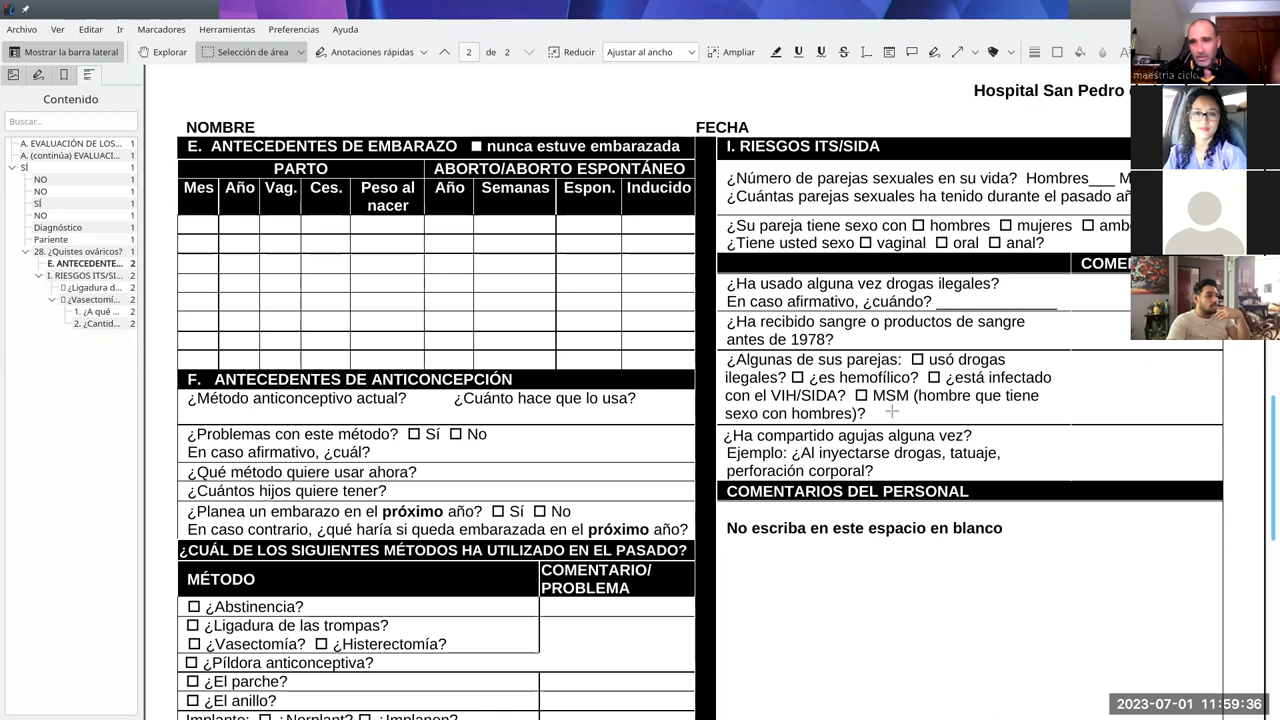 Archivo Ver Editar Ir Marcadores Herramientas Preferencias Ayuda
Mostrar la barra lateral Explorar Selección de área Anotaciones rápidas 2 de Reducir Ajustar al ancho Ampliar
Contenido
Buscar...
A. EVALUACIÓN DE LOS... 1
A. (continúa) EVALUACI... 1
SÍ 1
NO 1
NO 1
SÍ 1
NO 1
Diagnóstico 1
Pariente 1
28. ¿Quistes ováricos? 1
E. ANTECEDENTE... 2
I. RIESGOS ITS/SI... 2
¿Ligadura d... 2
¿Vasectomí... 2
1. ¿A qué ... 2
2. ¿Cantid... 2
Hospital San Pedro
NOMBRE
FECHA
E. ANTECEDENTES DE EMBARAZO nunca estuve embarazada
PARTO ABORTO/ABORTO ESPONTÁNEO
Mes Año Vag. Ces. Peso al nacer Año Semanas Espon. Inducido
F. ANTECEDENTES DE ANTICONCEPCIÓN
¿Método anticonceptivo actual? ¿Cuánto hace que lo usa?
¿Problemas con este método? ☐ Sí ☐ No
En caso afirmativo, ¿cuál?
¿Qué método quiere usar ahora?
¿Cuántos hijos quiere tener?
¿Planea un embarazo en el próximo año? ☐ Sí ☐ No
En caso contrario, ¿qué haría si queda embarazada en el próximo año?
¿CUÁL DE LOS SIGUIENTES MÉTODOS HA UTILIZADO EN EL PASADO?
MÉTODO COMENTARIO/
PROBLEMA
☐ ¿Abstinencia?
☐ ¿Ligadura de las trompas?
☐ ¿Vasectomía? ☐ ¿Histerectomía?
☐ ¿Píldora anticonceptiva?
☐ ¿El parche?
☐ ¿El anillo?
Implante: ☐ ¿Norplant? ☐ ¿Implanon?
I. RIESGOS ITS/SIDA
¿Número de parejas sexuales en su vida? Hombres___ M
¿Cuántas parejas sexuales ha tenido durante el pasado añ
¿Su pareja tiene sexo con ☐ hombres ☐ mujeres ☐ ambo
¿Tiene usted sexo ☐ vaginal ☐ oral ☐ anal?
COMEN
¿Ha usado alguna vez drogas ilegales?
En caso afirmativo, ¿cuándo? ______________
¿Ha recibido sangre o productos de sangre
antes de 1978?
¿Algunas de sus parejas: ☐ usó drogas
ilegales? ☐ ¿es hemofílico? ☐ ¿está infectado
con el VIH/SIDA? ☐ MSM (hombre que tiene
sexo con hombres)?
¿Ha compartido agujas alguna vez?
Ejemplo: ¿Al inyectarse drogas, tatuaje,
perforación corporal?
COMENTARIOS DEL PERSONAL
No escriba en este espacio en blanco
maestria ciclo
2023-07-01 11:59:36